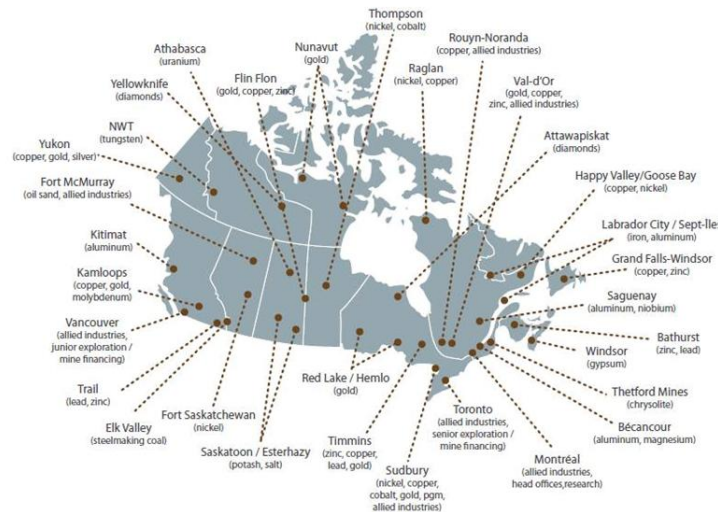 Thompson
(nickel, cobalt)
Rouyn-Noranda
(copper, allied industries)
Athabasca
(uranium)
Nunavut
(gold)
Raglan
(nickel, copper)
Val-d'Or
(gold, copper,
zinc, allied industries)
Flin Flon
(gold, copper, zinc)
Yellowknife
(diamonds)
NWT
(tungsten)
Attawapiskat
(diamonds)
Yukon
(copper, gold, silver)
Happy Valley/Goose Bay
(copper, nickel)
Fort McMurray
(oil sand, allied industries)
Labrador City / Sept-Îles
(iron, aluminum)
Kitimat
(aluminum)
Grand Falls-Windsor
(copper, zinc)
Kamloops
(copper, gold,
molybdenum)
Saguenay
(aluminum, niobium)
Vancouver
(allied industries,
junior exploration /
mine financing)
Bathurst
(zinc, lead)
Windsor
(gypsum)
Trail
(lead, zinc)
Red Lake / Hemlo
(gold)
Thetford Mines
(chrysolite)
Elk Valley
(steelmaking coal)
Fort Saskatchewan
(nickel)
Toronto
(allied industries,
senior exploration /
mine financing)
Bécancour
(aluminum, magnesium)
Saskatoon / Esterhazy
(potash, salt)
Timmins
(zinc, copper,
lead, gold)
Montréal
(allied industries,
head offices,research)
Sudbury
(nickel, copper,
cobalt, gold, pgm,
allied industries)